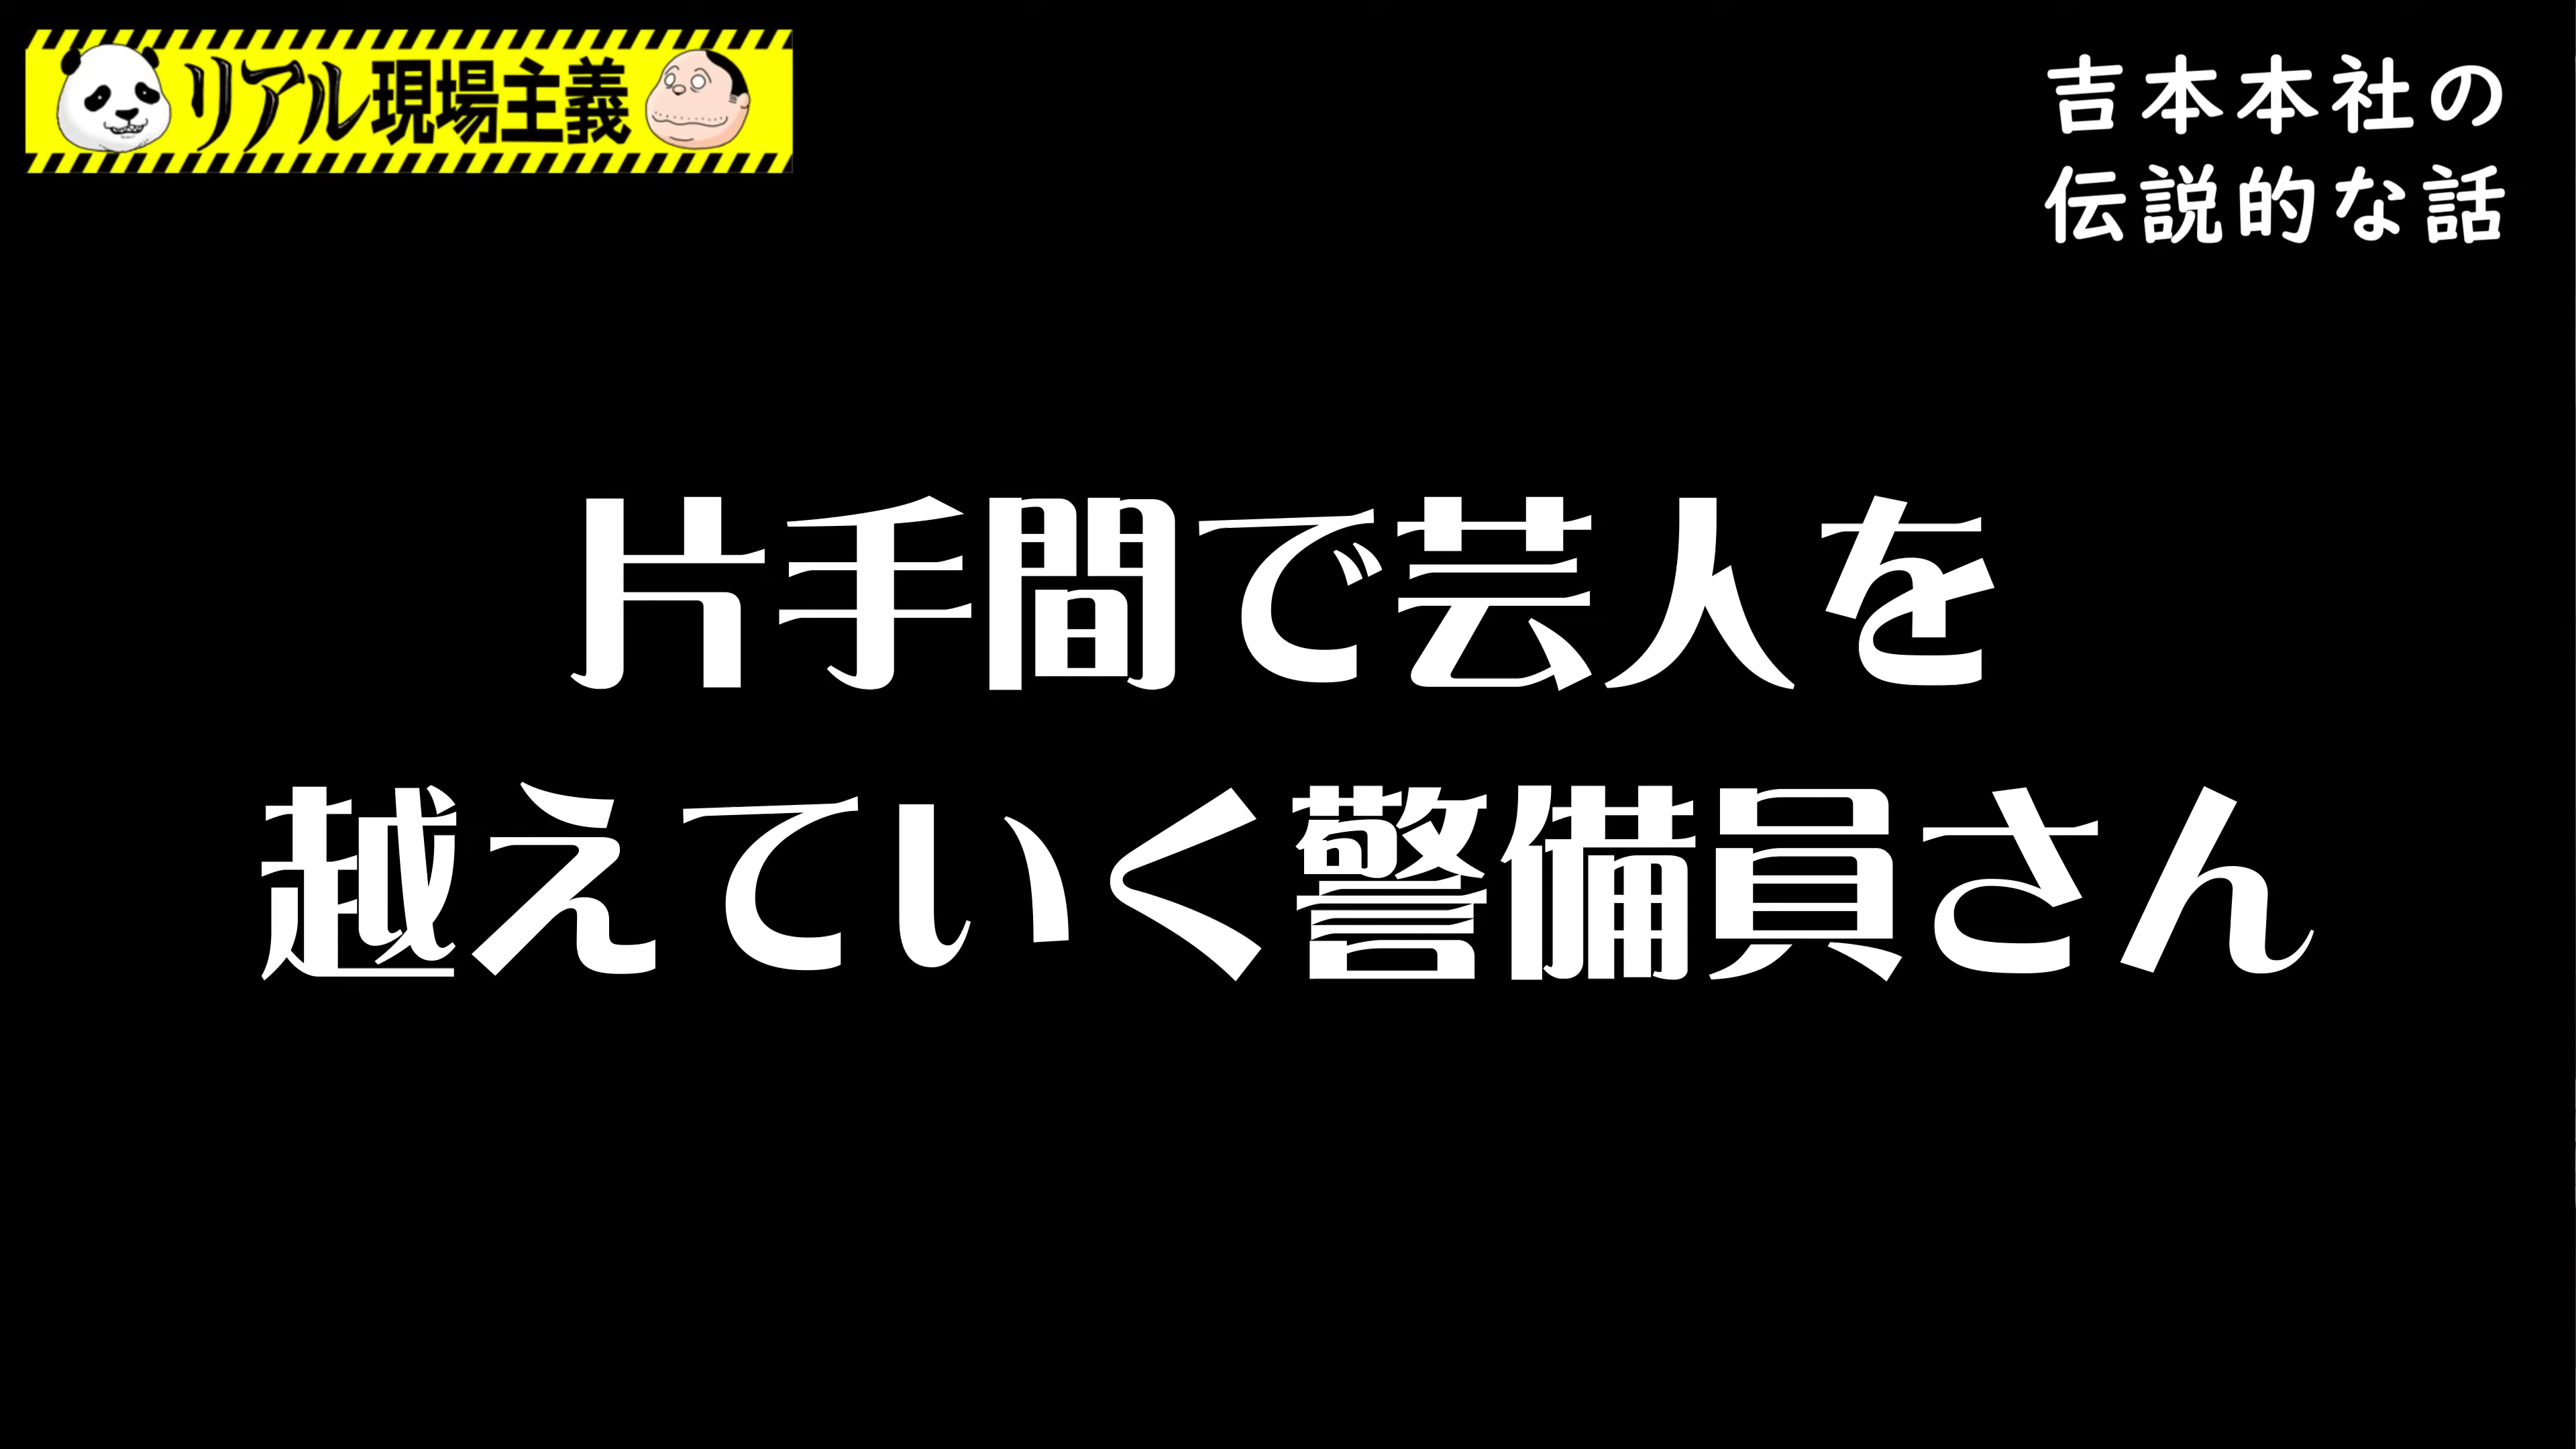 リアル現場主義
吉本本社の
伝説的な話
片手間で芸人を
越えていく警備員さん